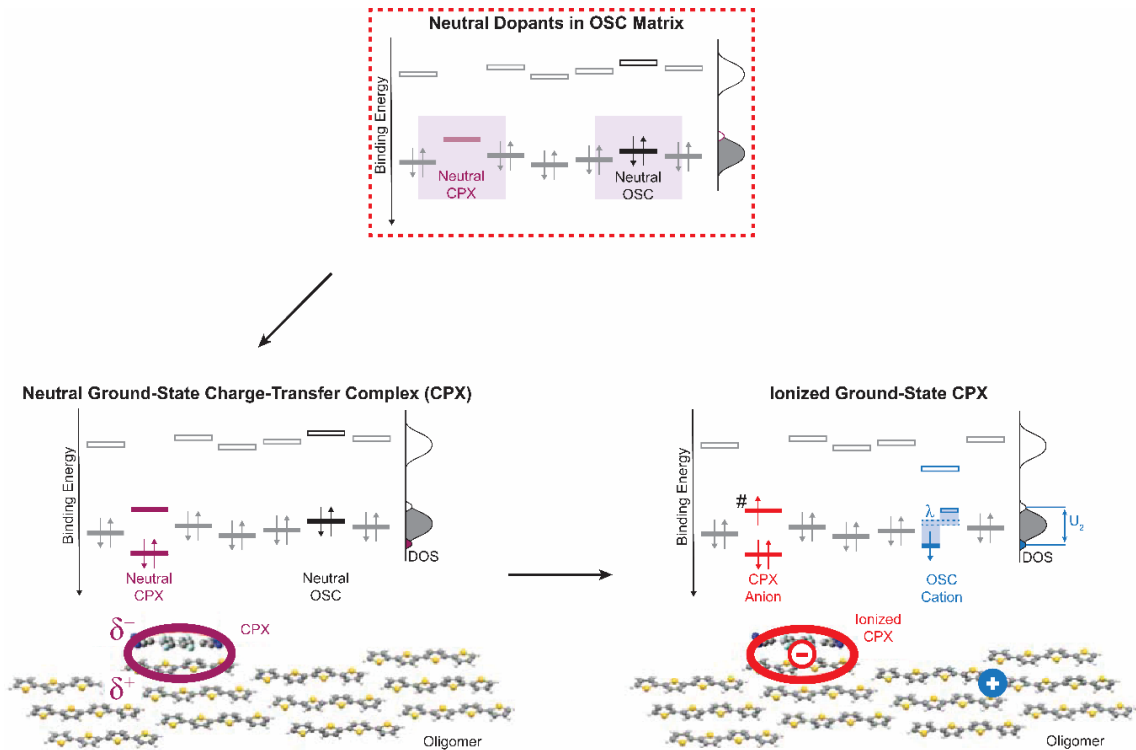 Neutral Dopants in OSC Matrix
Binding Energy
Neutral
CPX
Neutral
OSC
Neutral Ground-State Charge-Transfer Complex (CPX)
Binding Energy
Neutral
CPX
Neutral
OSC
DOS
δ−
δ+
CPX
Oligomer
Ionized Ground-State CPX
Binding Energy
#
λ
U2
CPX
Anion
OSC
Cation
DOS
Ionized
CPX
−
+
Oligomer